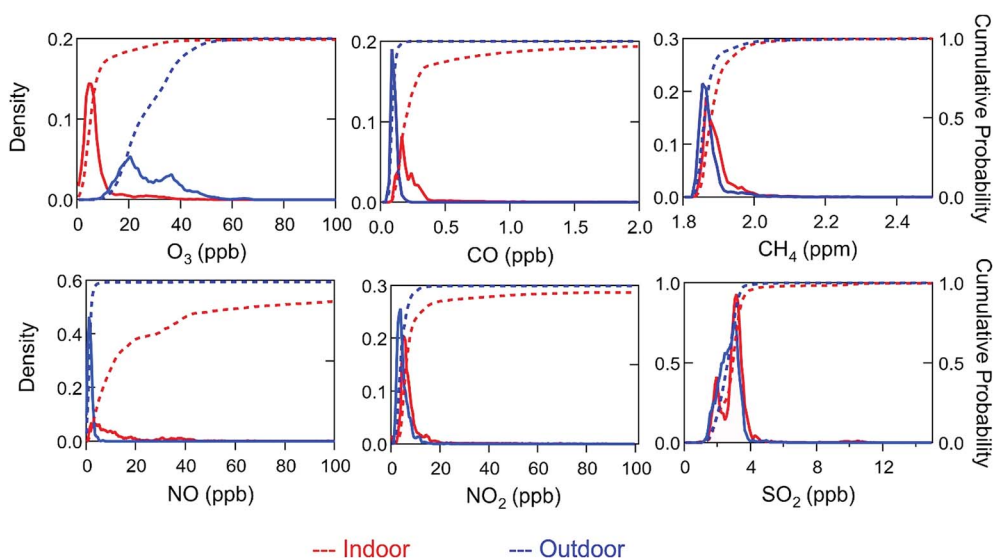 0.2
0.1
0.0
0 20 40 60 80 100
O₃ (ppb)
Density
0.2
0.1
0.0
0.0 0.5 1.0 1.5 2.0
CO (ppb)
0.3
0.2
0.1
0.0
1.8 2.0 2.2 2.4
CH₄ (ppm)
1.0
0.5
0.0
Cumulative Probability
0.6
0.4
0.2
0.0
0 20 40 60 80 100
NO (ppb)
Density
0.3
0.2
0.1
0.0
0 20 40 60 80 100
NO₂ (ppb)
1.0
0.5
0.0
0 4 8 12
SO₂ (ppb)
1.0
0.5
0.0
Cumulative Probability
Indoor
Outdoor